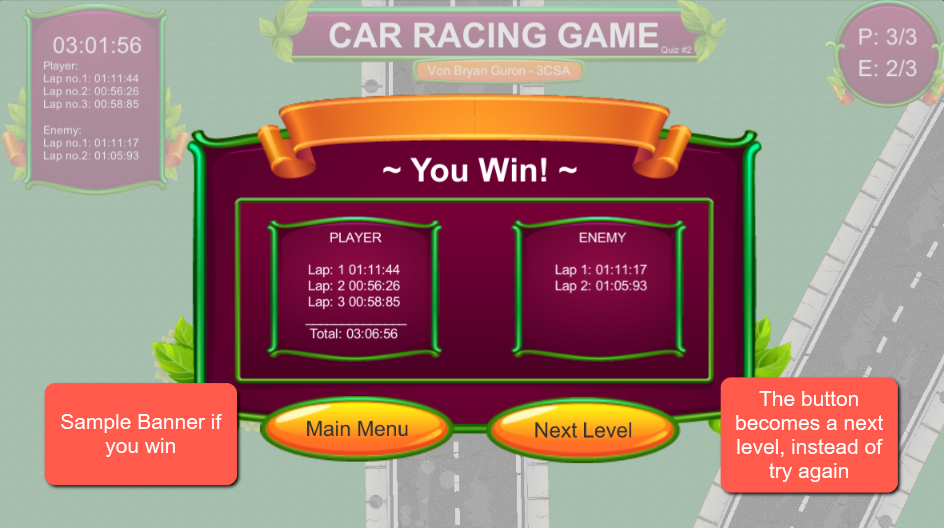 CAR RACING GAME
Quiz #2
Von Bryan Guron - 3CSA
03:01:56
Player:
Lap no.1: 01:11:44
Lap no.2: 00:56:26
Lap no.3: 00:58:85
Enemy:
Lap no.1: 01:11:17
Lap no.2: 01:05:93
P: 3/3
E: 2/3
~ You Win! ~
PLAYER
Lap: 1 01:11:44
Lap: 2 00:56:26
Lap: 3 00:58:85
Total: 03:06:56
ENEMY
Lap 1: 01:11:17
Lap 2: 01:05:93
Main Menu
Next Level
Sample Banner if
you win
The button
becomes a next
level, instead of
try again